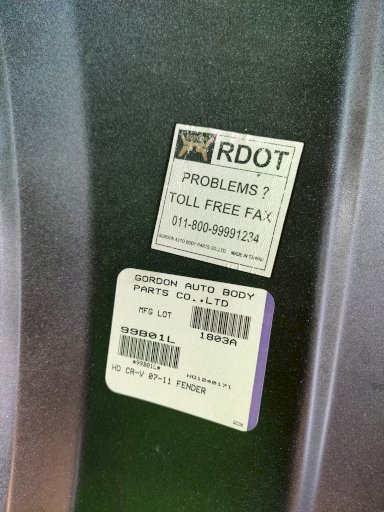 RDOT
PROBLEMS ?
TOLL FREE FAX
011-800-99991234
GORDON AUTO BODY PARTS CO.,LTD MADE IN TAIWAN
GORDON AUTO BODY
PARTS CO.,LTD
MFG LOT
1803A
99B01L
*99B01L*
HO1240171
HD CR-V 07-11 FENDER